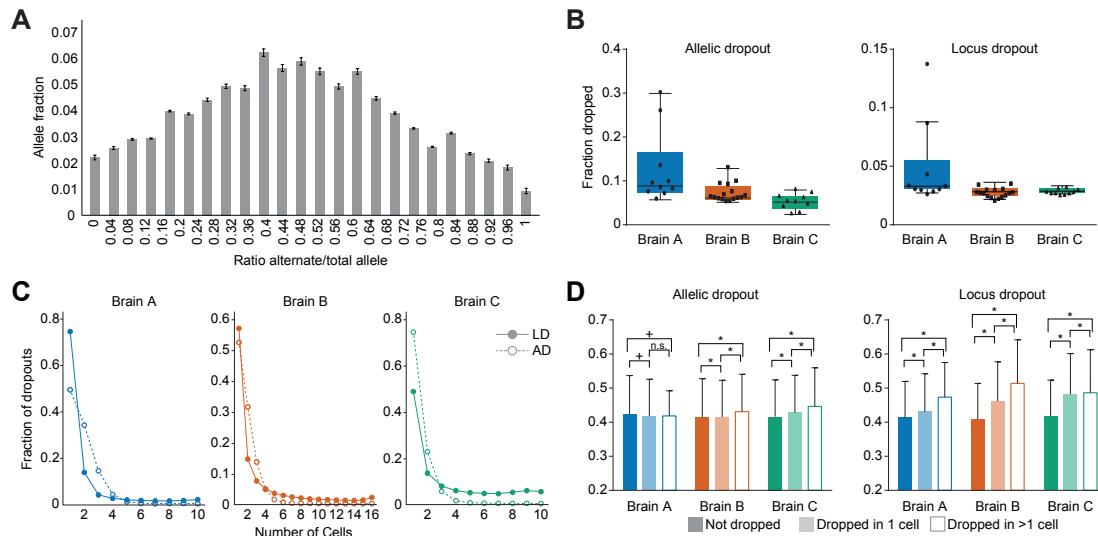 A
Allele fraction
0.07
0.06
0.05
0.04
0.03
0.02
0.01
0
0 0.04 0.08 0.12 0.16 0.2 0.24 0.28 0.32 0.36 0.4 0.44 0.48 0.52 0.56 0.6 0.64 0.68 0.72 0.76 0.8 0.84 0.88 0.92 0.96 1
Ratio alternate/total allele
B
Allelic dropout
Fraction dropped
0.4
0.3
0.2
0.1
0
Brain A Brain B Brain C
Locus dropout
0.15
0.10
0.05
0
Brain A Brain B Brain C
C
Fraction of dropouts
Brain A
0.8
0.6
0.4
0.2
0
2 4 6 8 10
Brain B
0.6
0.5
0.4
0.3
0.2
0.1
0
2 4 6 8 10 12 14 16
Brain C
0.8
0.6
0.4
0.2
0
2 4 6 8 10
LD
AD
Number of Cells
D
Allelic dropout
0.7
0.6
0.5
0.4
0.3
0.2
+ + n.s. * * * * * *
Brain A Brain B Brain C
Locus dropout
0.7
0.6
0.5
0.4
0.3
0.2
* * * * * * * * *
Brain A Brain B Brain C
Not dropped Dropped in 1 cell Dropped in >1 cell